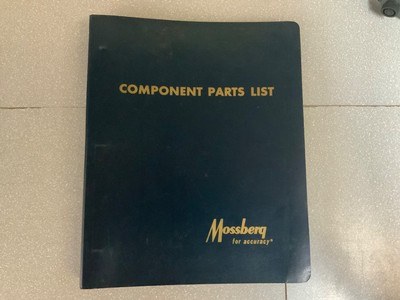 COMPONENT PARTS LIST
Mossberg
for accuracy®